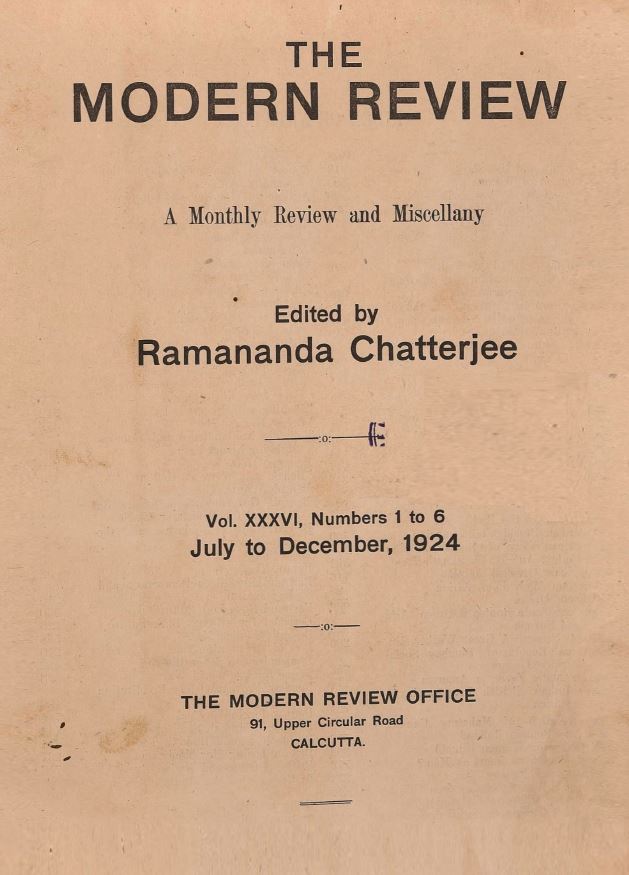 THE
MODERN REVIEW
A Monthly Review and Miscellany
Edited by
Ramananda Chatterjee
:o:
Vol. XXXVI, Numbers 1 to 6
July to December, 1924
:o:
THE MODERN REVIEW OFFICE
91, Upper Circular Road
CALCUTTA.